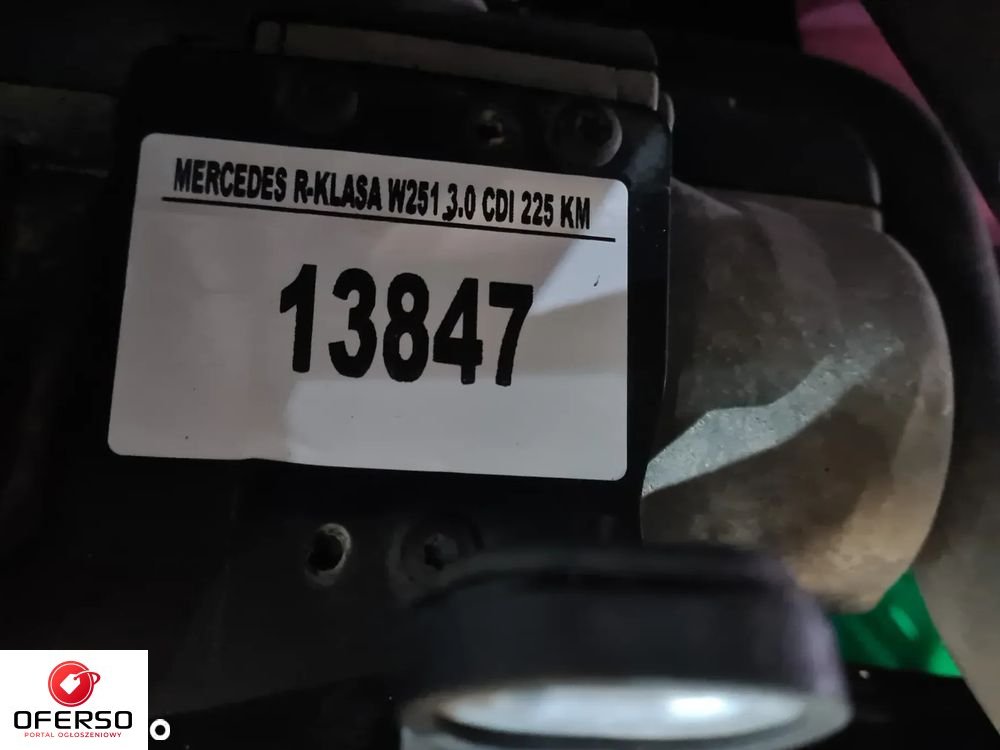 MERCEDES R-KLASA W251 3.0 CDI 225 KM
13847
OFERSO
PORTAL OGŁOSZENIOWY